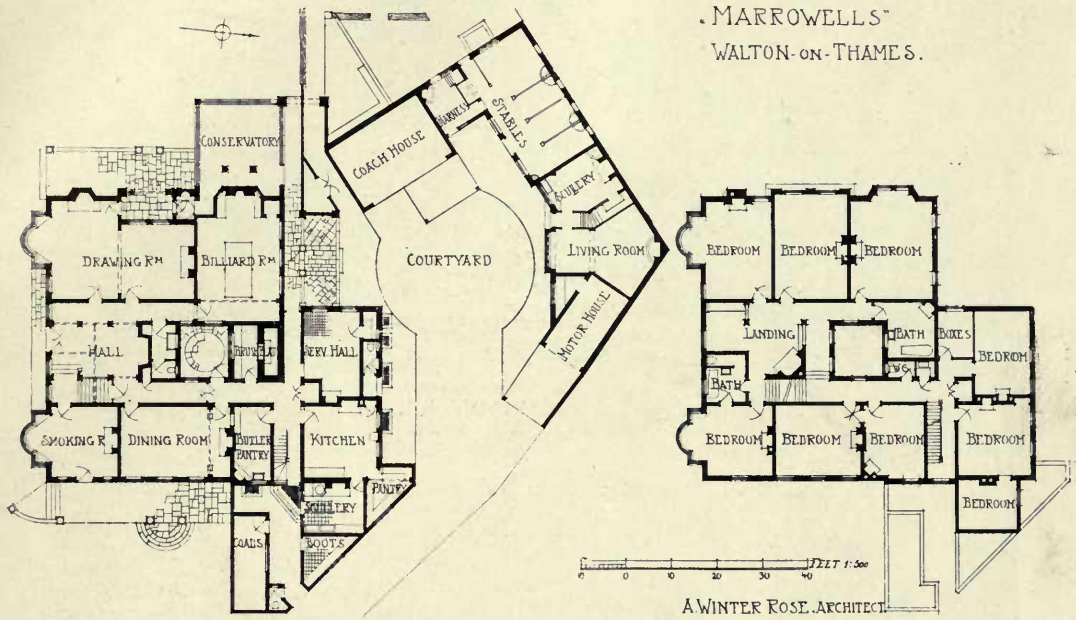 "MARROWELLS"
WALTON-ON-THAMES.
CONSERVATORY
DRAWING RM
BILLIARD RM
HALL
BRUSH
SERV. HALL
SMOKING R
DINING ROOM
BUTLER
PANTRY
KITCHEN
PANTRY
SCULLERY
BOOTS
COALS
COACH HOUSE
HARNESS
STABLES
SCULLERY
LIVING ROOM
COURTYARD
MOTOR HOUSE
BEDROOM
BEDROOM
BEDROOM
LANDING
BATH
BOXES
BEDROOM
BATH
BEDROOM
BEDROOM
BEDROOM
BEDROOM
BEDROOM
10 0 10 20 30 40 FEET 1:500
A. WINTER ROSE. ARCHITECT.